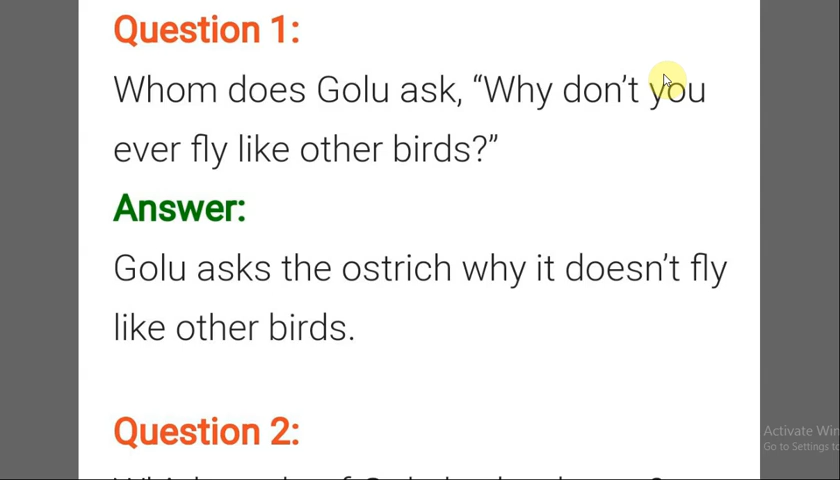 Question 1:
Whom does Golu ask, “Why don’t you
ever fly like other birds?”
Answer:
Golu asks the ostrich why it doesn’t fly
like other birds.
Question 2:
Activate Win
Go to Settings to